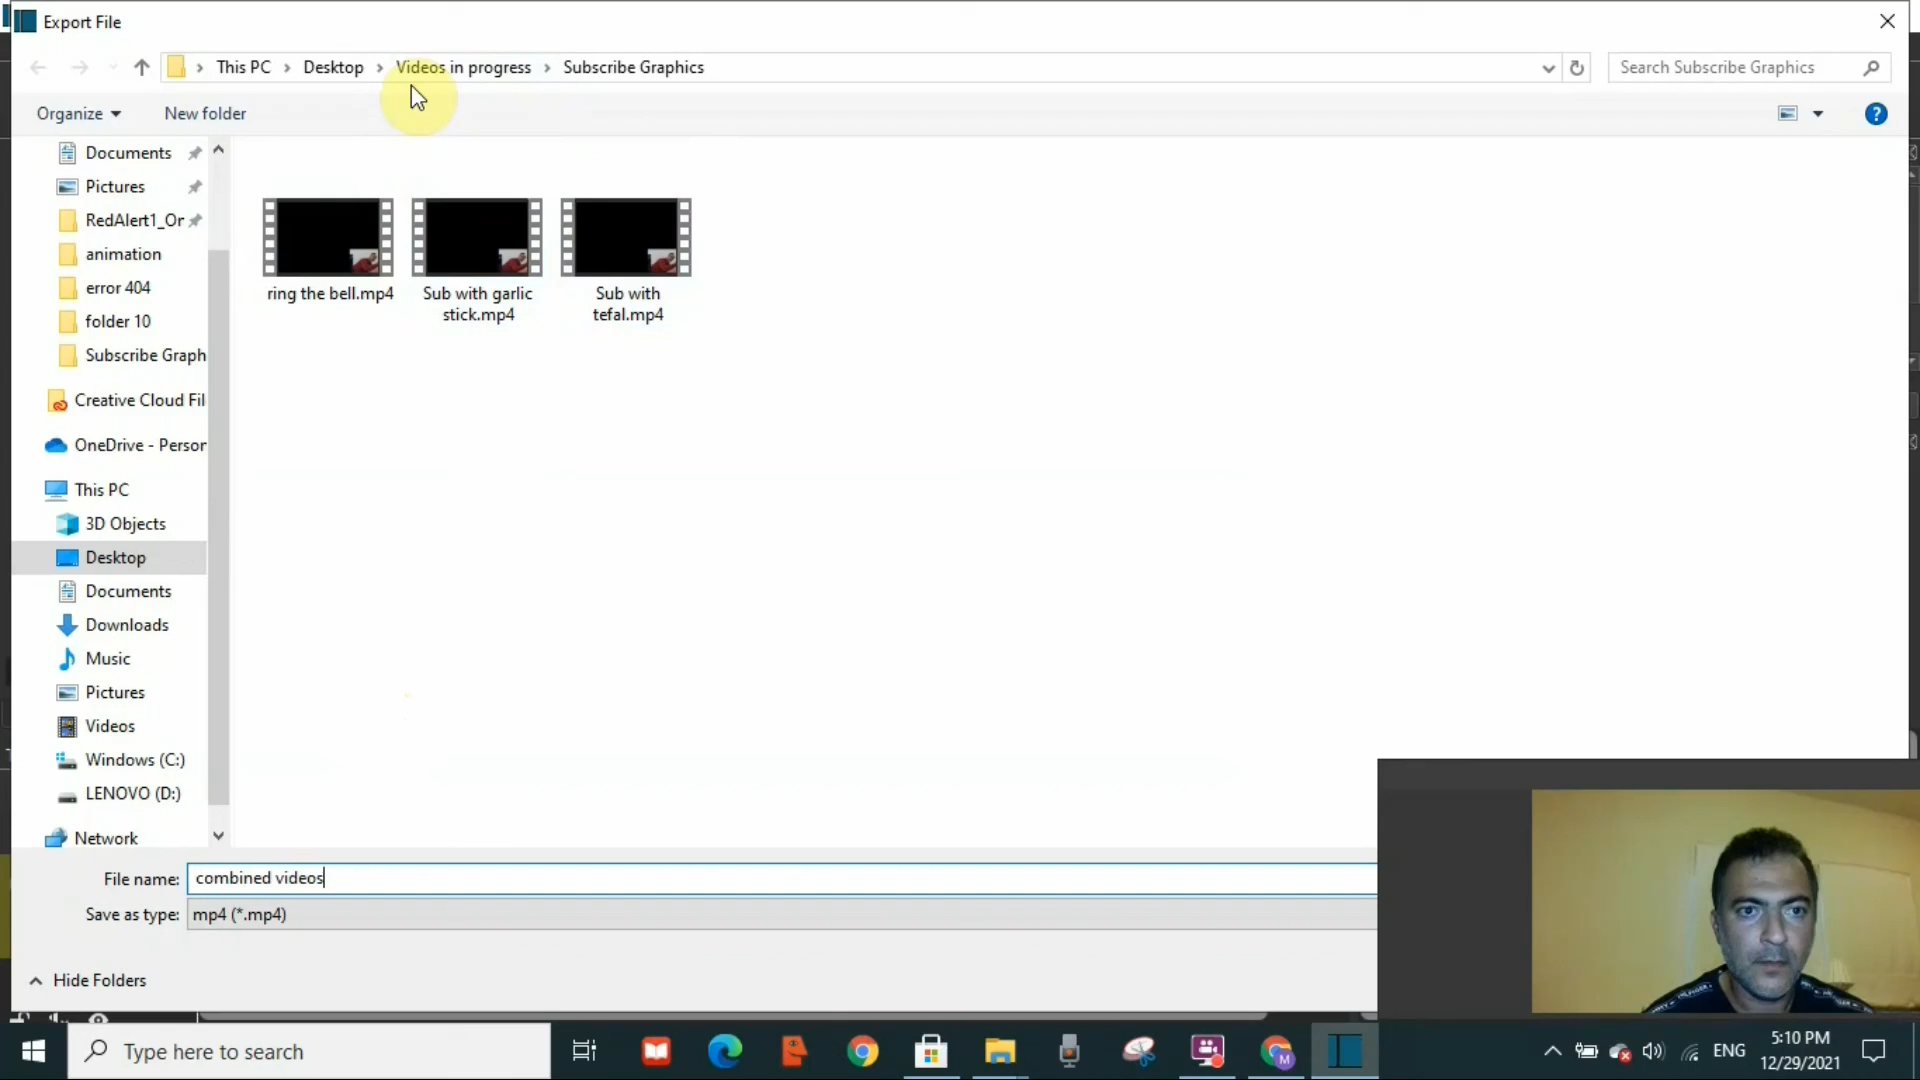 Export File
This PC > Desktop > Videos in progress > Subscribe Graphics
Search Subscribe Graphics
Organize
New folder
?
Documents
Pictures
RedAlert1_Or
animation
error 404
folder 10
Subscribe Graph
Creative Cloud Fil
OneDrive - Person
This PC
3D Objects
Desktop
Documents
Downloads
Music
Pictures
Videos
Windows (C:)
LENOVO (D:)
Network
ring the bell.mp4
Sub with garlic
stick.mp4
Sub with
tefal.mp4
File name: combined videos
Save as type: mp4 (*.mp4)
Hide Folders
Type here to search
M
ENG
5:10 PM
12/29/2021